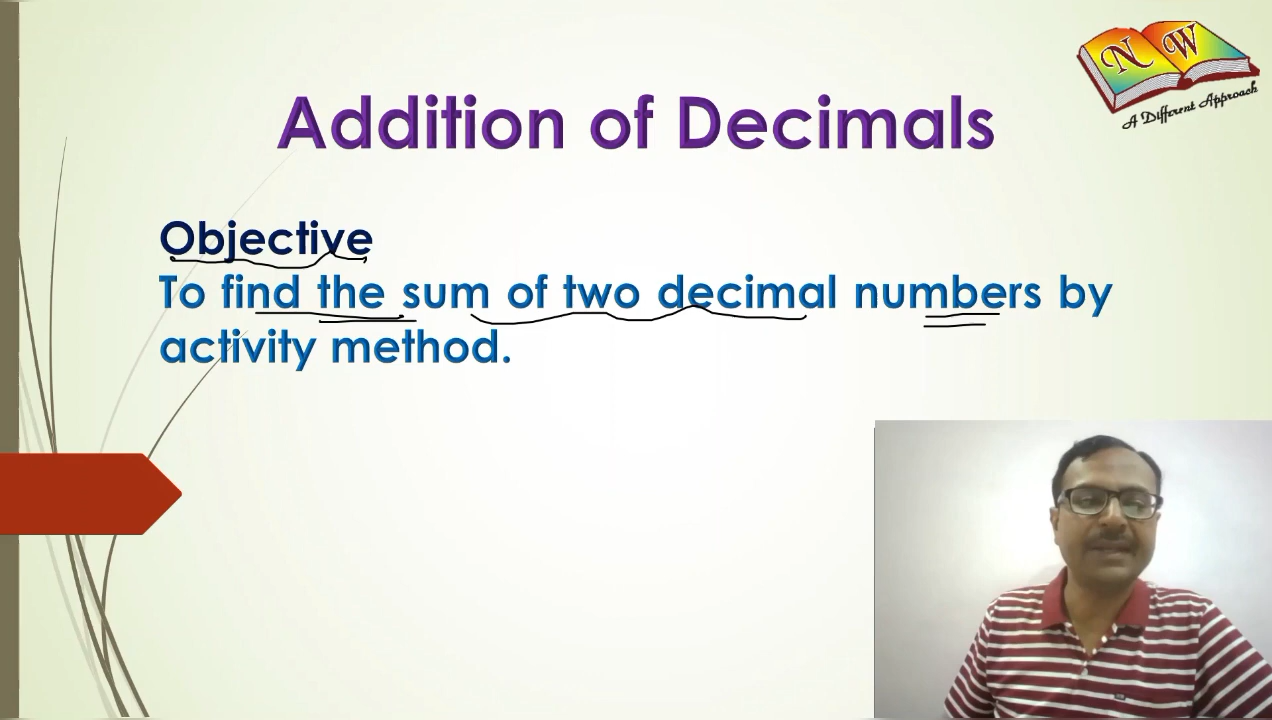 N W
A Different Approach
Addition of Decimals
Objective
To find the sum of two decimal numbers by
activity method.